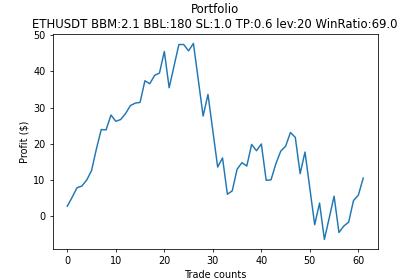 Portfolio
ETHUSDT BBM:2.1 BBL:180 SL:1.0 TP:0.6 lev:20 WinRatio:69.0
50
40
30
20
10
0
Profit ($)
0 10 20 30 40 50 60
Trade counts